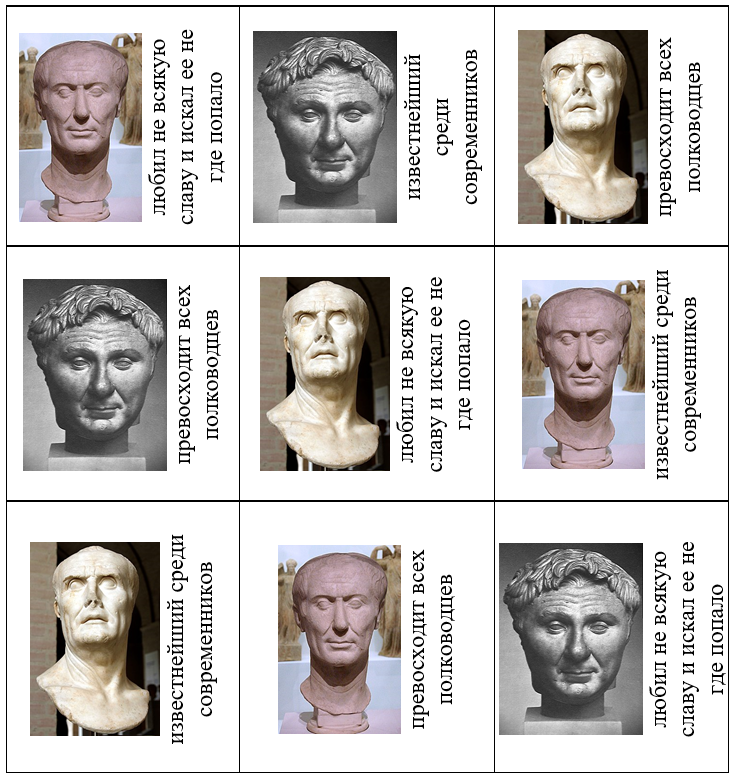 любил не всякую
славу и искал ее не
где попало
известнейший
среди
современников
превосходит всех
полководцев
превосходит всех
полководцев
любил не всякую
славу и искал ее не
где попало
известнейший среди
современников
известнейший среди
современников
превосходит всех
полководцев
любил не всякую
славу и искал ее не
где попало